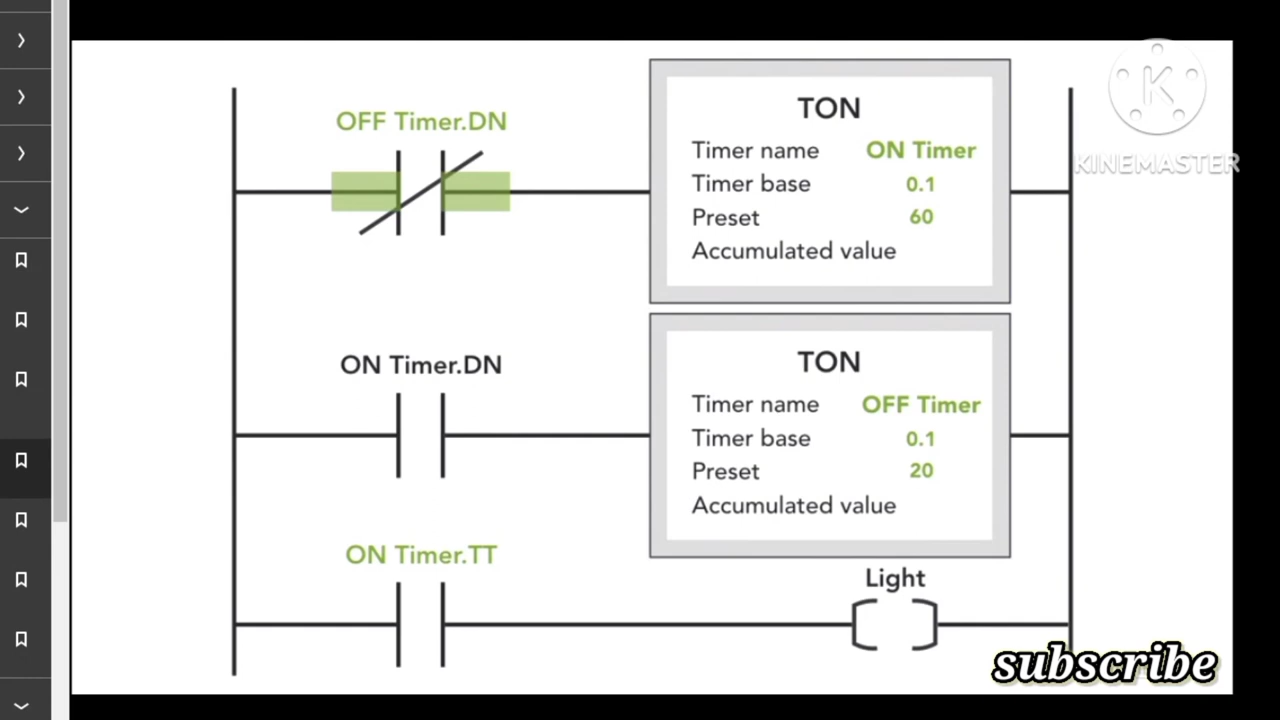 OFF Timer.DN
TON
Timer name ON Timer
Timer base 0.1
Preset 60
Accumulated value
K
KINEMASTER
ON Timer.DN
TON
Timer name OFF Timer
Timer base 0.1
Preset 20
Accumulated value
ON Timer.TT
Light
subscribe